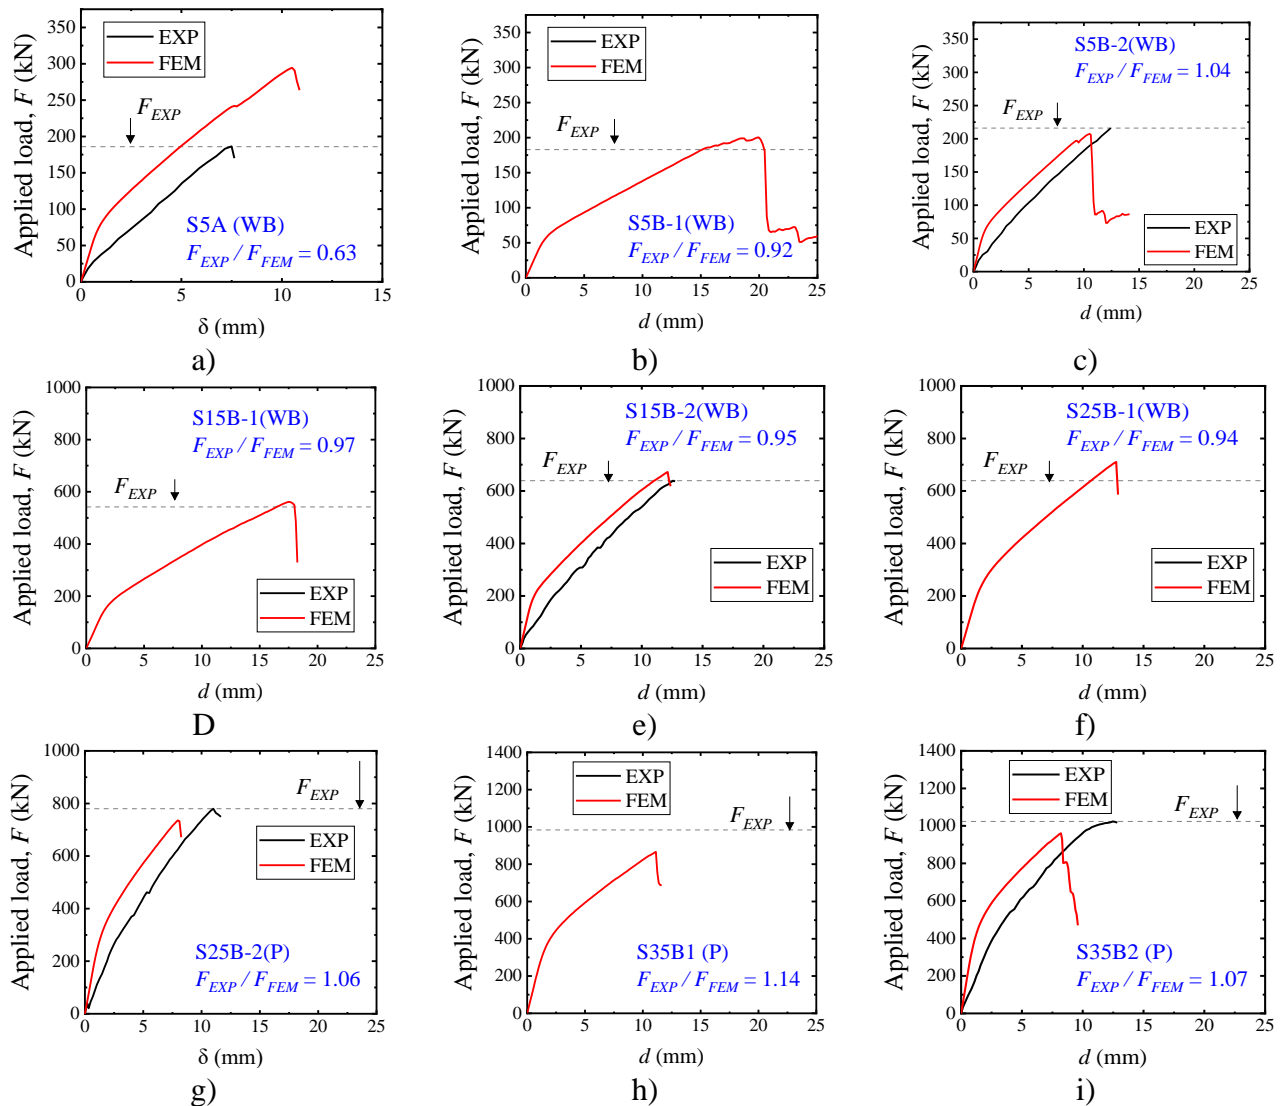 350
300
250
200
150
100
50
0
Applied load, F (kN)
EXP
FEM
F_EXP
S5A (WB)
F_EXP / F_FEM = 0.63
0 5 10 15
δ (mm)
a)
350
300
250
200
150
100
50
0
Applied load, F (kN)
EXP
FEM
F_EXP
S5B-1(WB)
F_EXP / F_FEM = 0.92
0 5 10 15 20 25
d (mm)
b)
350
300
250
200
150
100
50
0
Applied load, F (kN)
S5B-2(WB)
F_EXP / F_FEM = 1.04
F_EXP
EXP
FEM
0 5 10 15 20 25
d (mm)
c)
1000
800
600
400
200
0
Applied load, F (kN)
S15B-1(WB)
F_EXP / F_FEM = 0.97
F_EXP
EXP
FEM
0 5 10 15 20 25
d (mm)
D
1000
800
600
400
200
0
Applied load, F (kN)
S15B-2(WB)
F_EXP / F_FEM = 0.95
F_EXP
EXP
FEM
0 5 10 15 20 25
d (mm)
e)
1000
800
600
400
200
0
Applied load, F (kN)
S25B-1(WB)
F_EXP / F_FEM = 0.94
F_EXP
EXP
FEM
0 5 10 15 20 25
d (mm)
f)
1000
800
600
400
200
0
Applied load, F (kN)
F_EXP
EXP
FEM
S25B-2(P)
F_EXP / F_FEM = 1.06
0 5 10 15 20 25
δ (mm)
g)
1400
1200
1000
800
600
400
200
0
Applied load, F (kN)
EXP
FEM
F_EXP
S35B1 (P)
F_EXP / F_FEM = 1.14
0 5 10 15 20 25
d (mm)
h)
1400
1200
1000
800
600
400
200
0
Applied load, F (kN)
EXP
FEM
F_EXP
S35B2 (P)
F_EXP / F_FEM = 1.07
0 5 10 15 20 25
d (mm)
i)